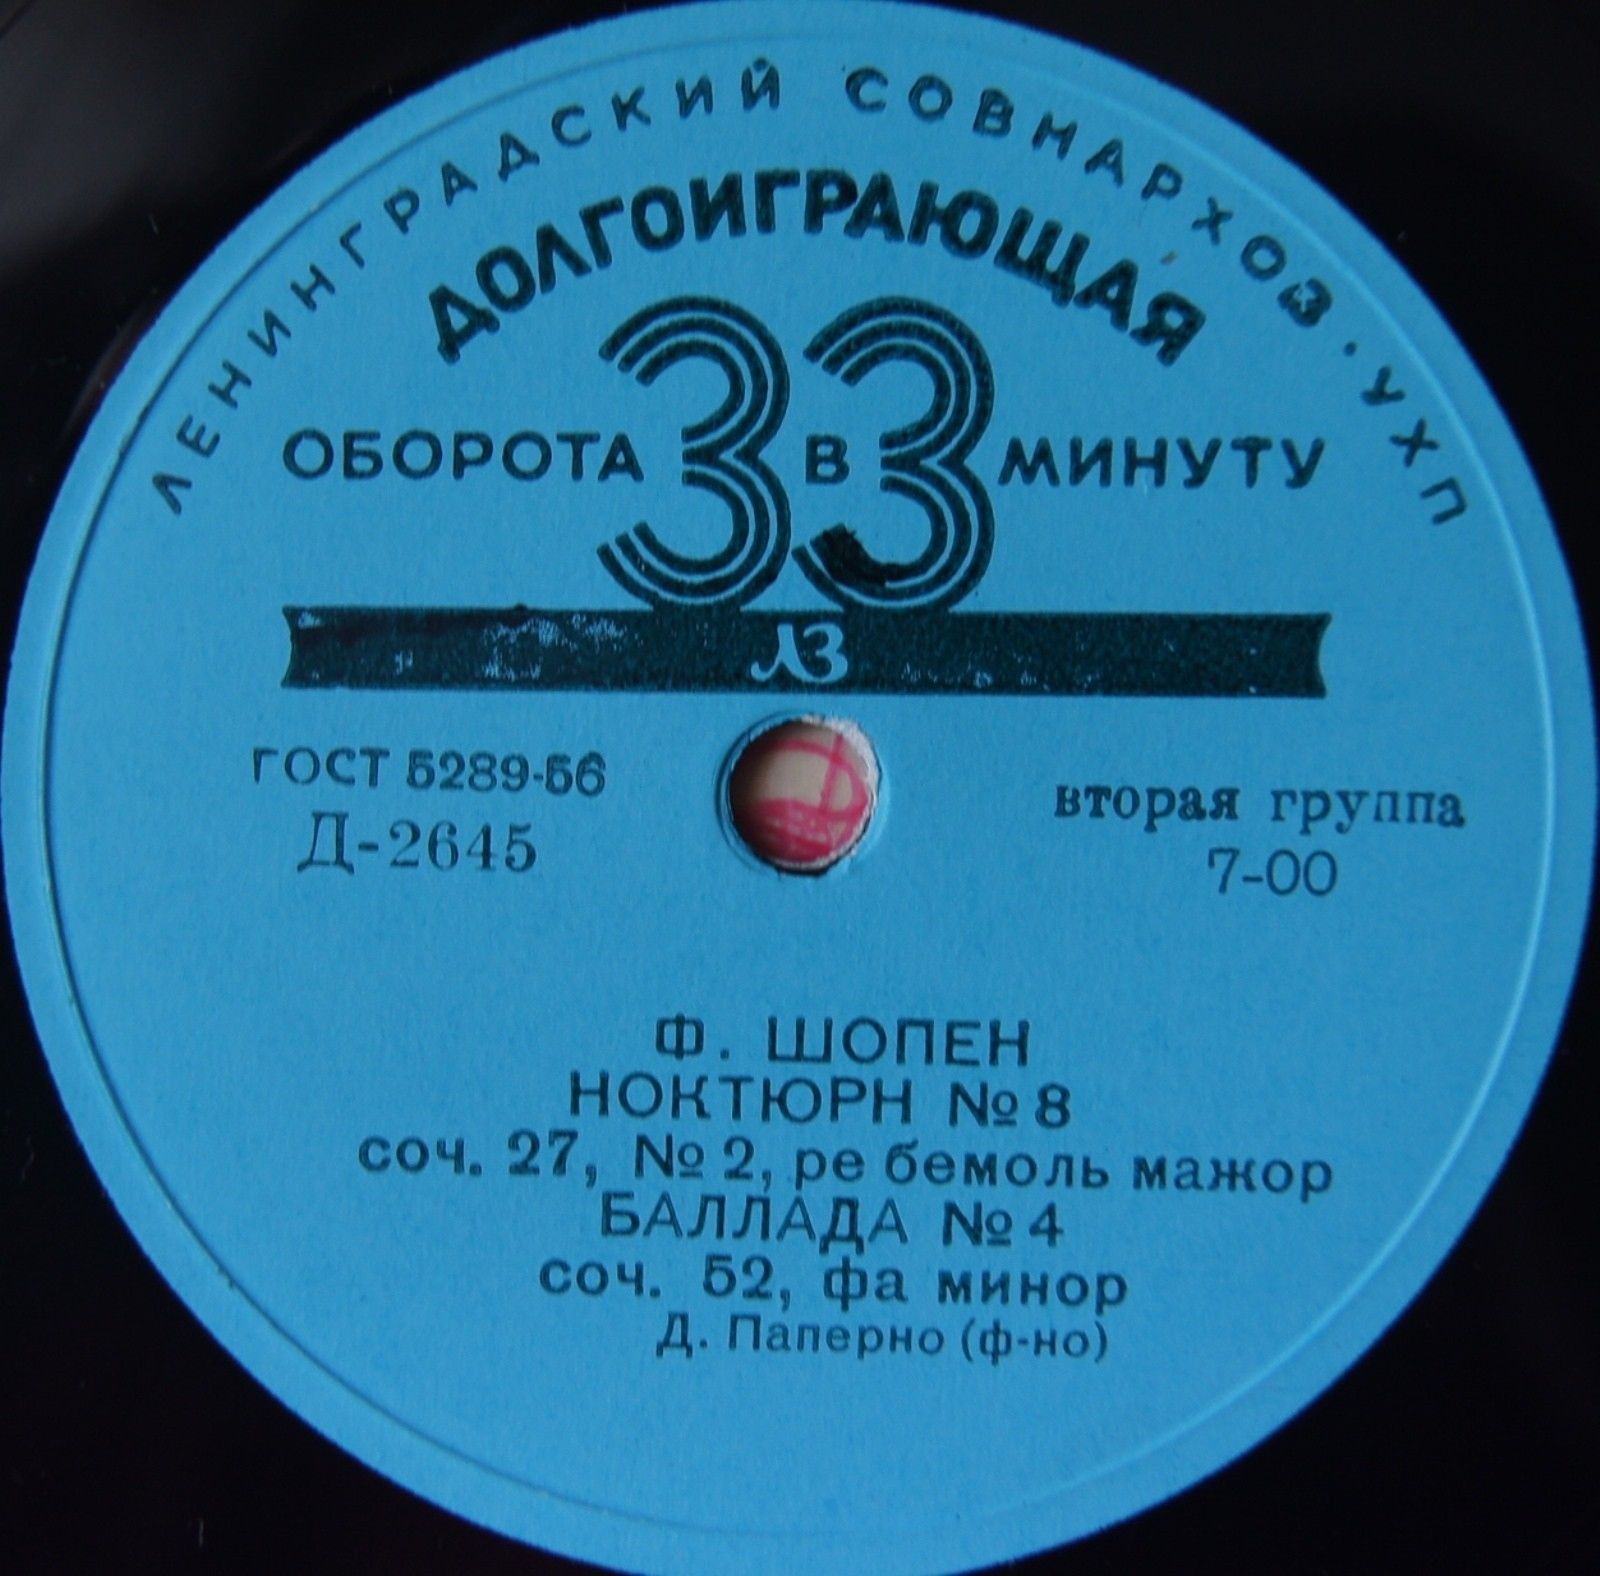 ЛЕНИНГРАДСКИЙ СОВНАРХОЗ · УХП
ДОЛГОИГРАЮЩАЯ
33
ОБОРОТА В МИНУТУ
ЛЗ
ГОСТ 5289-56
Д-2645
вторая группа
7-00
Ф. ШОПЕН
НОКТЮРН № 8
соч. 27, № 2, ре бемоль мажор
БАЛЛАДА № 4
соч. 52, фа минор
Д. Паперно (ф-но)